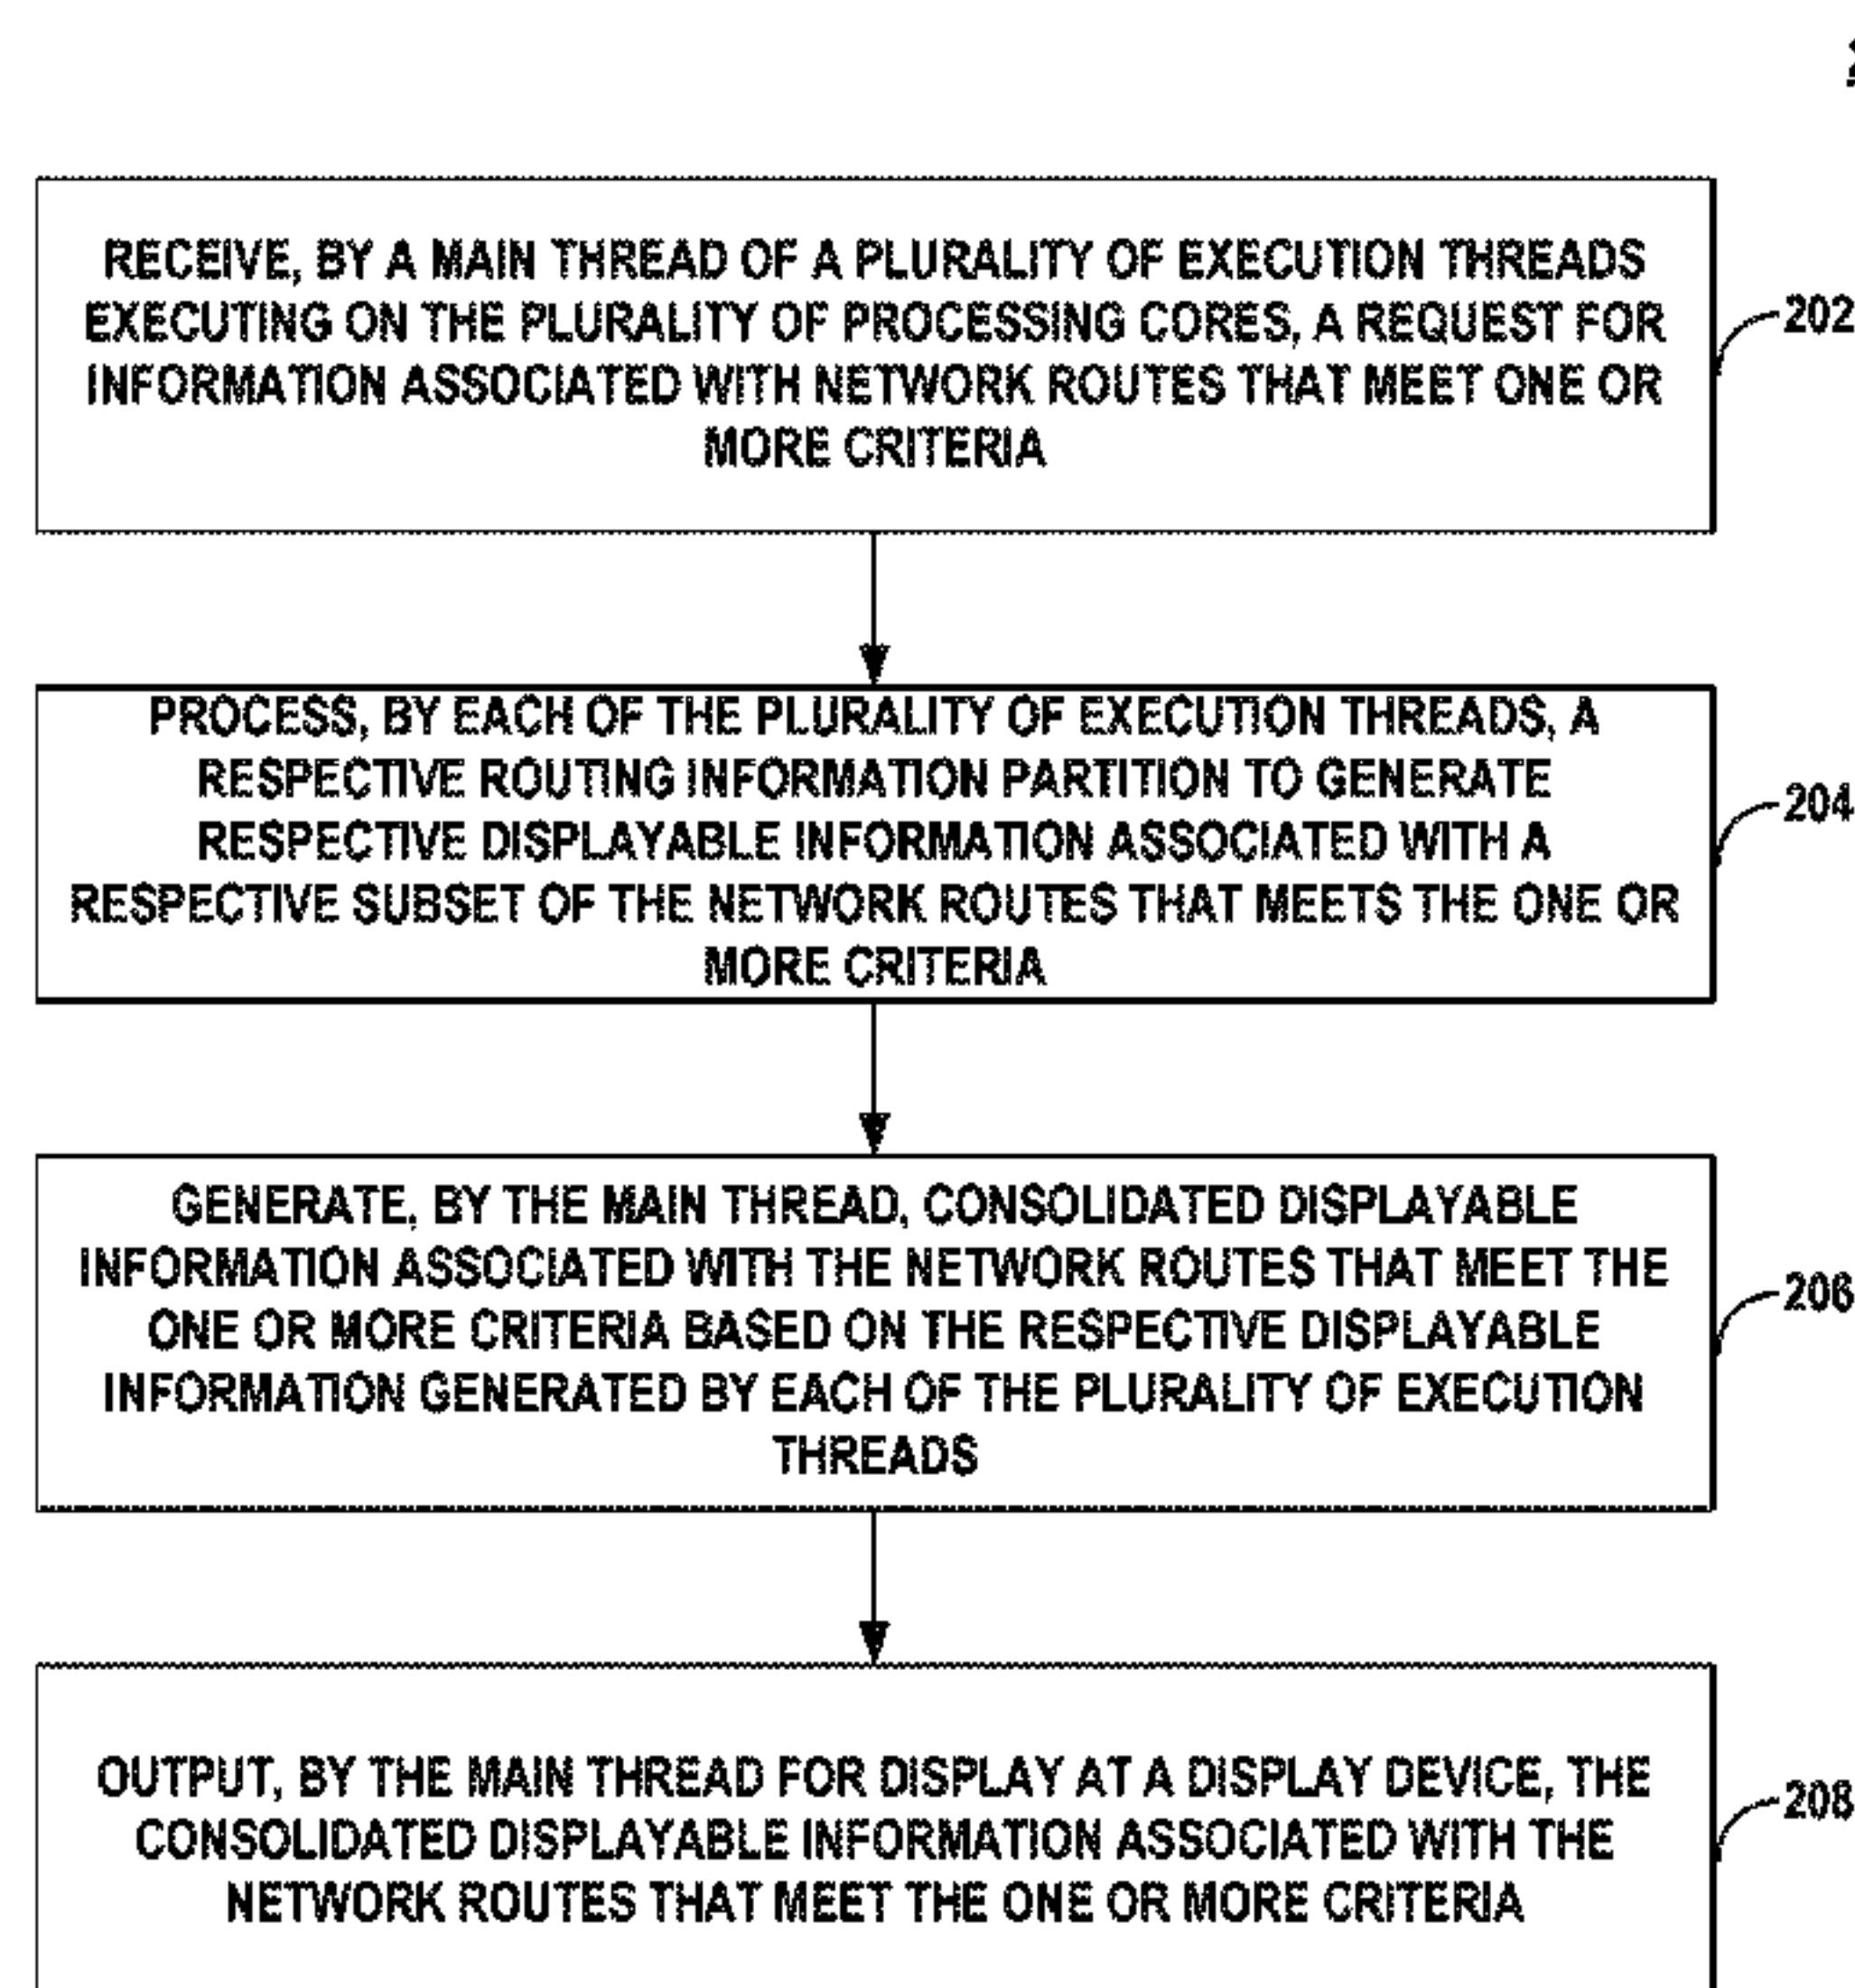 RECEIVE, BY A MAIN THREAD OF A PLURALITY OF EXECUTION THREADS
EXECUTING ON THE PLURALITY OF PROCESSING CORES, A REQUEST FOR
INFORMATION ASSOCIATED WITH NETWORK ROUTES THAT MEET ONE OR
MORE CRITERIA
202
PROCESS, BY EACH OF THE PLURALITY OF EXECUTION THREADS, A
RESPECTIVE ROUTING INFORMATION PARTITION TO GENERATE
RESPECTIVE DISPLAYABLE INFORMATION ASSOCIATED WITH A
RESPECTIVE SUBSET OF THE NETWORK ROUTES THAT MEETS THE ONE OR
MORE CRITERIA
204
GENERATE, BY THE MAIN THREAD, CONSOLIDATED DISPLAYABLE
INFORMATION ASSOCIATED WITH THE NETWORK ROUTES THAT MEET THE
ONE OR MORE CRITERIA BASED ON THE RESPECTIVE DISPLAYABLE
INFORMATION GENERATED BY EACH OF THE PLURALITY OF EXECUTION
THREADS
206
OUTPUT, BY THE MAIN THREAD FOR DISPLAY AT A DISPLAY DEVICE, THE
CONSOLIDATED DISPLAYABLE INFORMATION ASSOCIATED WITH THE
NETWORK ROUTES THAT MEET THE ONE OR MORE CRITERIA
208